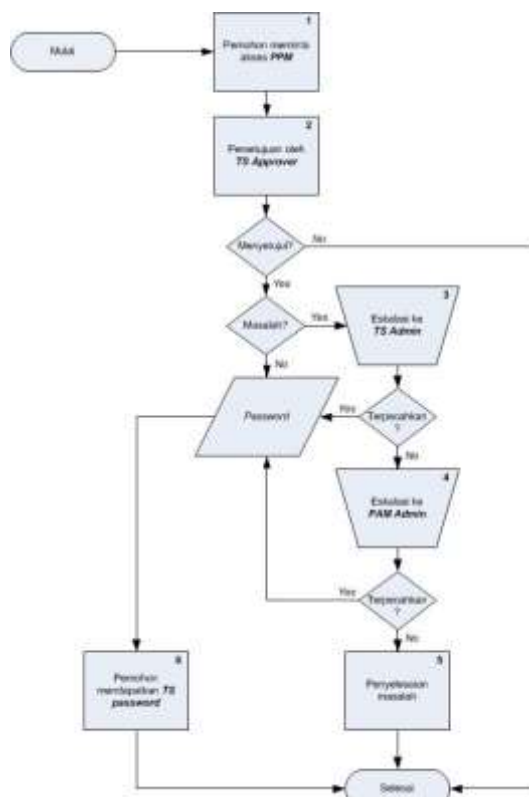 Mulai
1
Pemohon meminta
akses PPM
2
Persetujuan oleh
TS Approver
Menyetujui?
No
Yes
Masalah?
Yes
3
Eskalasi ke
TS Admin
No
Password
Yes
Terpecahkan
?
No
4
Eskalasi ke
PAM Admin
Yes
Terpecahkan
?
No
6
Pemohon
mendapatkan TS
password
5
Penyelesaian
masalah
Selesai